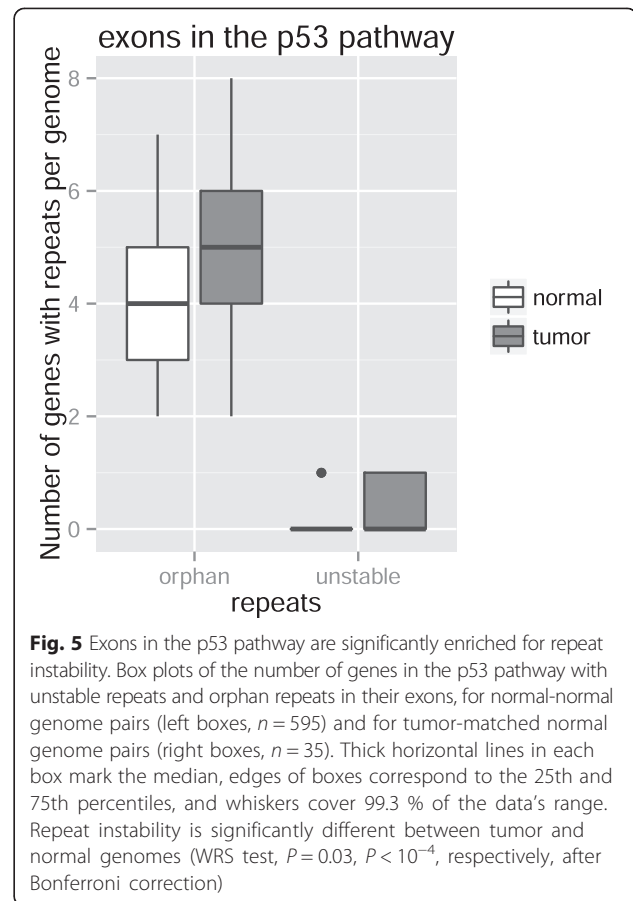 exons in the p53 pathway
Number of genes with repeats per genome
8
6
4
2
0
orphan unstable
repeats
normal
tumor
Fig. 5 Exons in the p53 pathway are significantly enriched for repeat
instability. Box plots of the number of genes in the p53 pathway with
unstable repeats and orphan repeats in their exons, for normal-normal
genome pairs (left boxes, n = 595) and for tumor-matched normal
genome pairs (right boxes, n = 35). Thick horizontal lines in each
box mark the median, edges of boxes correspond to the 25th and
75th percentiles, and whiskers cover 99.3 % of the data's range.
Repeat instability is significantly different between tumor and
normal genomes (WRS test, P = 0.03, P < 10⁻⁴, respectively, after
Bonferroni correction)